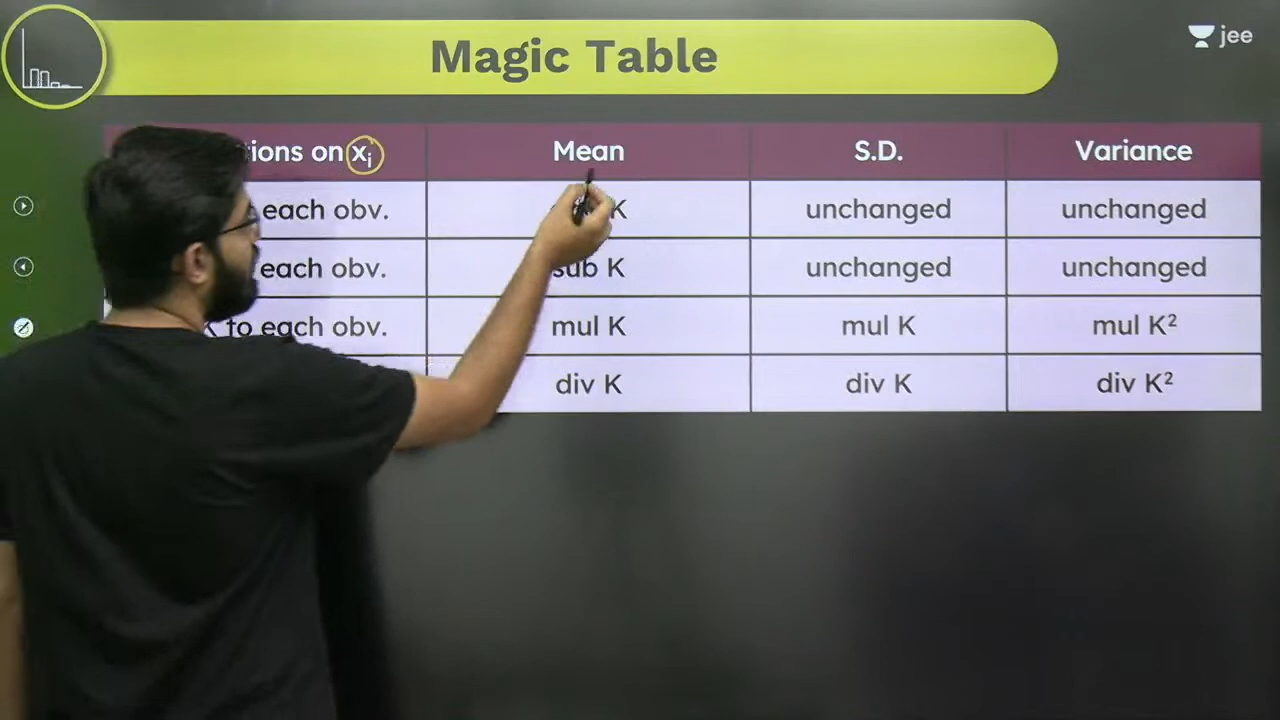 Magic Table
jee
on xi Mean S.D. Variance
each obv. K unchanged unchanged
each obv. sub K unchanged unchanged
K to each obv. mul K mul K mul K²
div K div K div K²